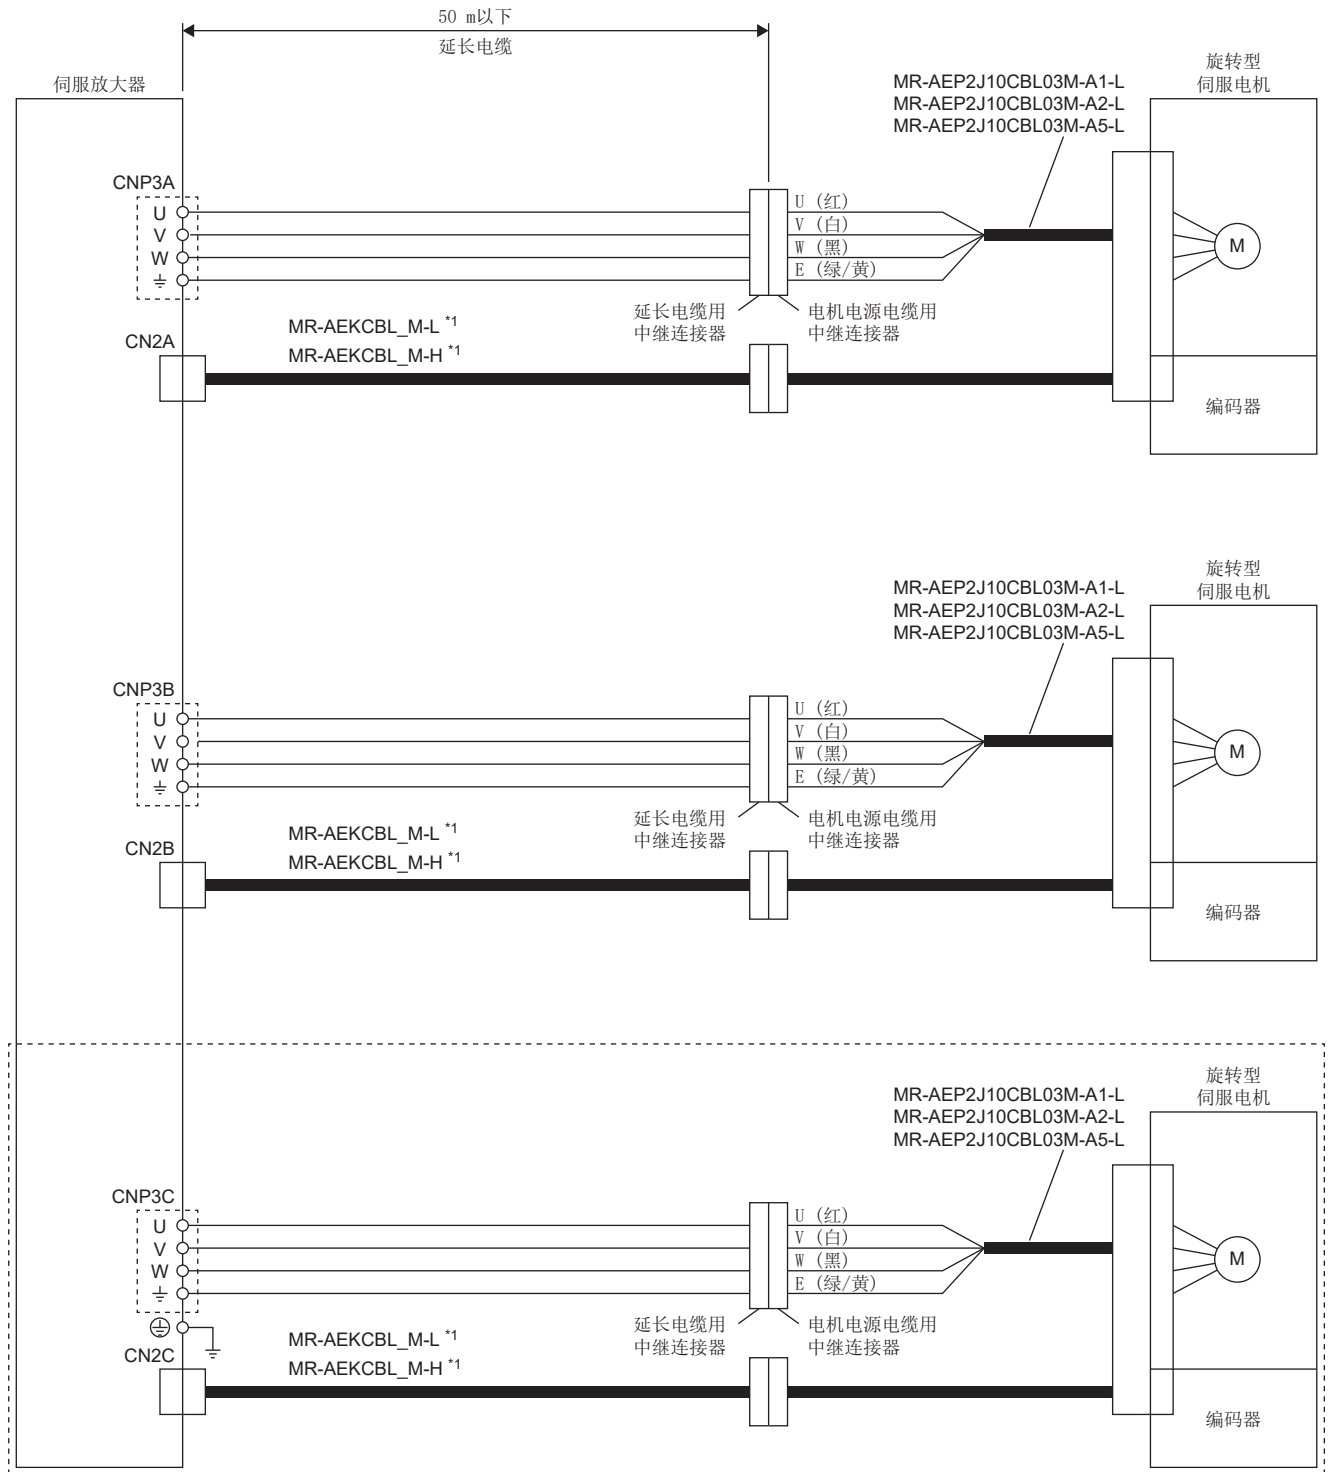 50 m以下
延长电缆
伺服放大器
MR-AEP2J10CBL03M-A1-L
MR-AEP2J10CBL03M-A2-L
MR-AEP2J10CBL03M-A5-L
旋转型
伺服电机
CNP3A
U
V
W
U (红)
V (白)
W (黑)
E (绿/黄)
M
延长电缆用
中继连接器
电机电源电缆用
中继连接器
CN2A
MR-AEKCBL_M-L *1
MR-AEKCBL_M-H *1
编码器
MR-AEP2J10CBL03M-A1-L
MR-AEP2J10CBL03M-A2-L
MR-AEP2J10CBL03M-A5-L
旋转型
伺服电机
CNP3B
U
V
W
U (红)
V (白)
W (黑)
E (绿/黄)
M
延长电缆用
中继连接器
电机电源电缆用
中继连接器
CN2B
MR-AEKCBL_M-L *1
MR-AEKCBL_M-H *1
编码器
MR-AEP2J10CBL03M-A1-L
MR-AEP2J10CBL03M-A2-L
MR-AEP2J10CBL03M-A5-L
旋转型
伺服电机
CNP3C
U
V
W
U (红)
V (白)
W (黑)
E (绿/黄)
M
延长电缆用
中继连接器
电机电源电缆用
中继连接器
CN2C
MR-AEKCBL_M-L *1
MR-AEKCBL_M-H *1
编码器